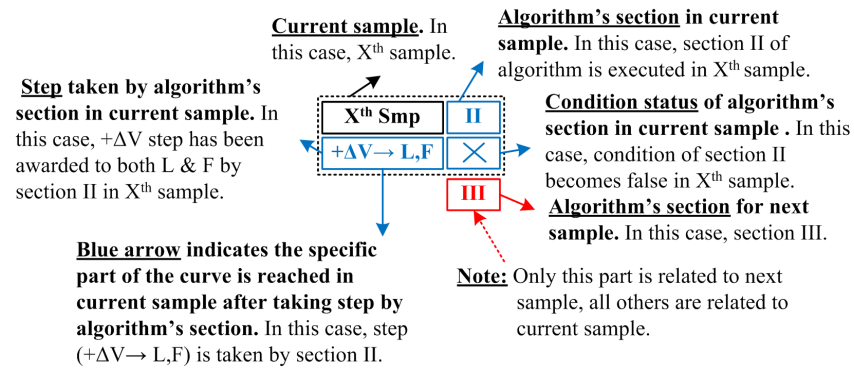 Current sample. In
this case, Xth sample.
Algorithm's section in current
sample. In this case, section II of
algorithm is executed in Xth sample.
Step taken by algorithm's
section in current sample. In
this case, +ΔV step has been
awarded to both L & F by
section II in Xth sample.
Xth Smp
II
+ΔV→ L,F
×
III
Condition status of algorithm's
section in current sample . In this
case, condition of section II
becomes false in Xth sample.
Algorithm's section for next
sample. In this case, section III.
Blue arrow indicates the specific
part of the curve is reached in
current sample after taking step by
algorithm's section. In this case, step
(+ΔV→ L,F) is taken by section II.
Note: Only this part is related to next
sample, all others are related to
current sample.